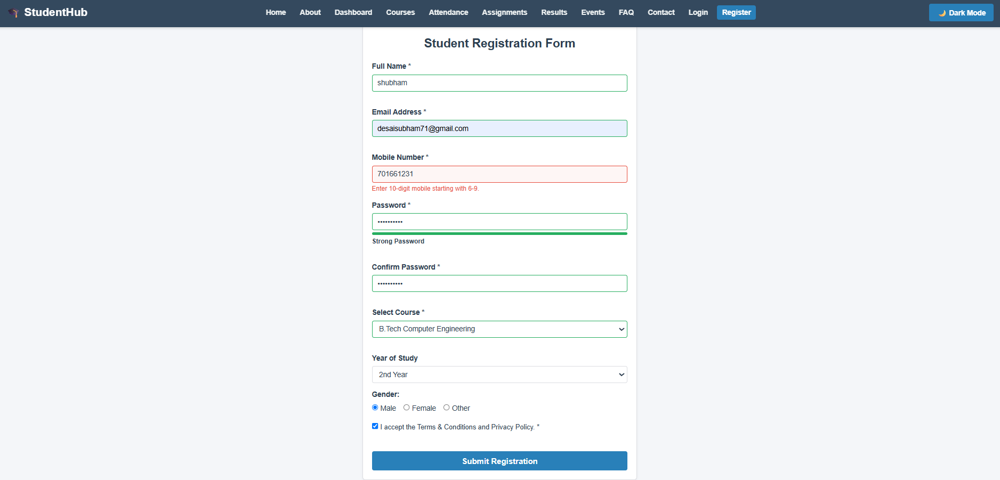 StudentHub Home About Dashboard Courses Attendance Assignments Results Events FAQ Contact Login Register Dark Mode
Student Registration Form
Full Name *
shubham
Email Address *
desaisubham71@gmail.com
Mobile Number *
701661231
Enter 10-digit mobile starting with 6-9.
Password *
••••••••••
Strong Password
Confirm Password *
••••••••••
Select Course *
B.Tech Computer Engineering
Year of Study
2nd Year
Gender:
Male Female Other
I accept the Terms & Conditions and Privacy Policy. *
Submit Registration